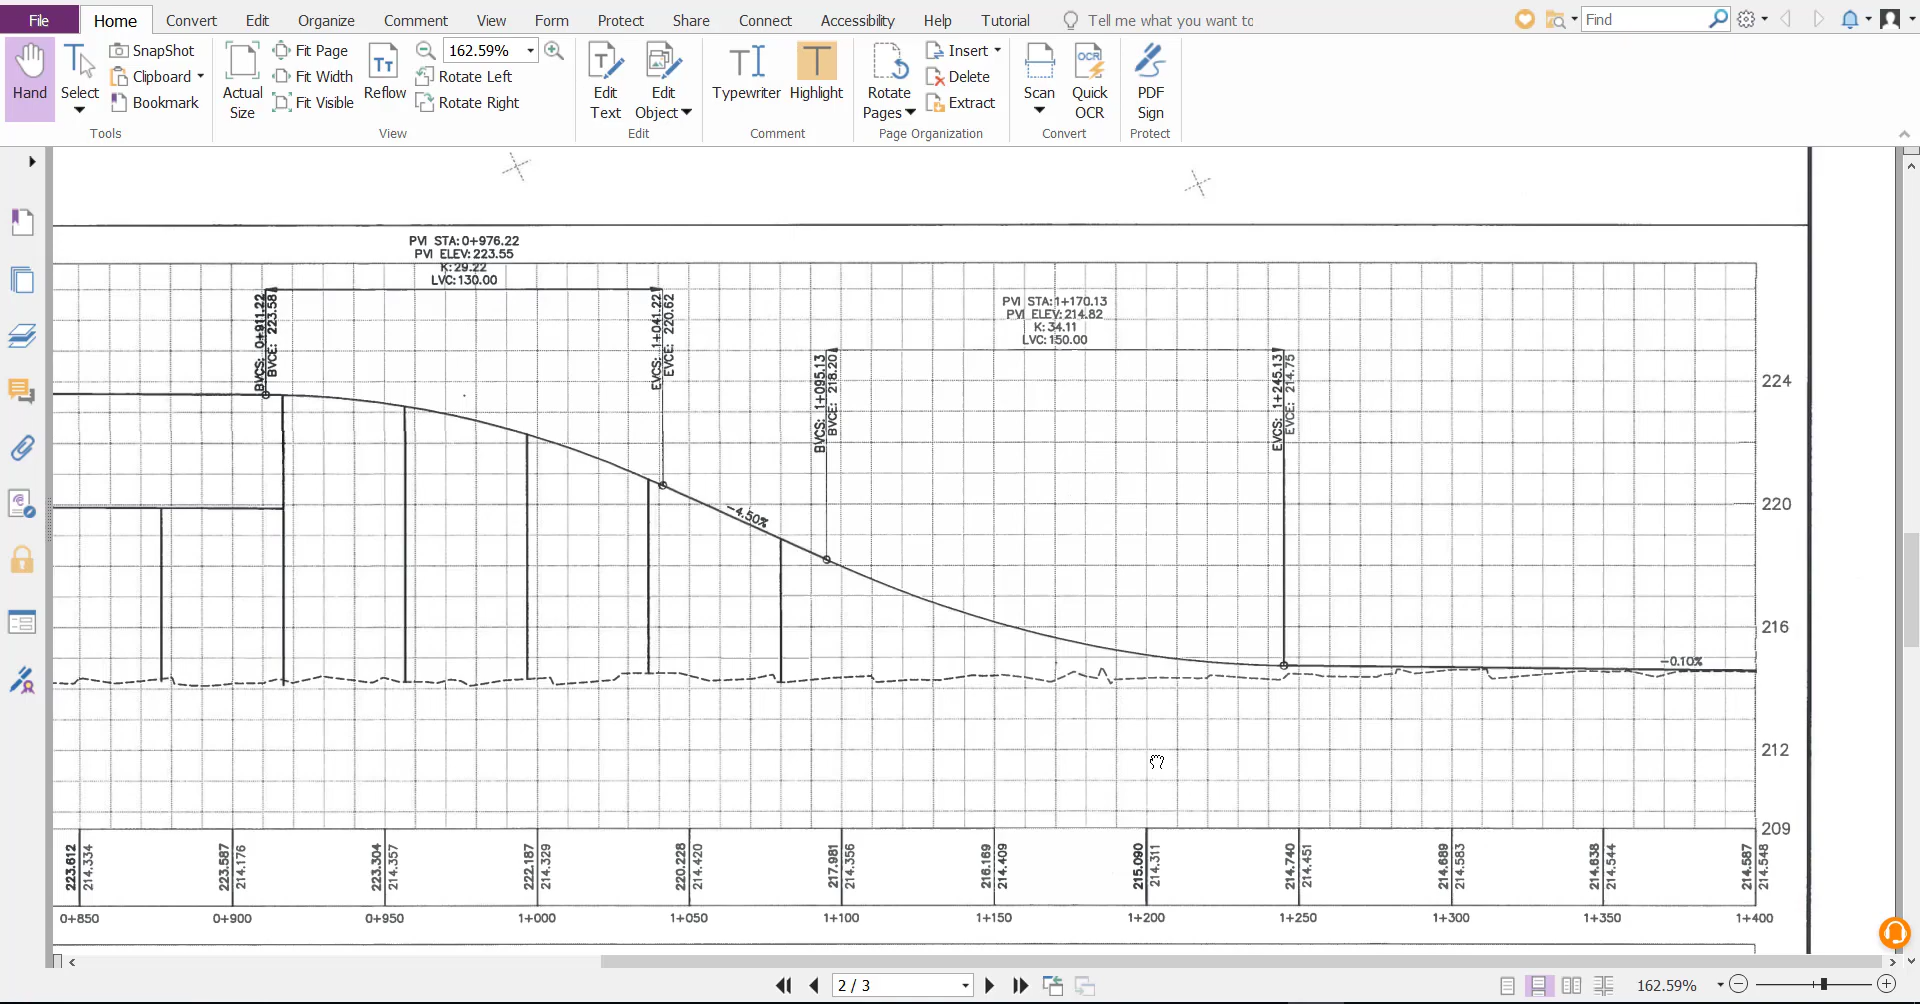 File Home Convert Edit Organize Comment View Form Protect Share Connect Accessibility Help Tutorial Tell me what you want to Find
Hand
Select
SnapShot
Clipboard
Bookmark
Tools
Actual
Size
Fit Page
Fit Width
Fit Visible
Reflow
162.59%
Rotate Left
Rotate Right
View
Edit
Text
Edit
Object
Edit
Typewriter
Highlight
Comment
Rotate
Pages
Insert
Delete
Extract
Page Organization
Scan
Quick
OCR
Convert
PDF
Sign
Protect
PVI STA: 0+976.22
PVI ELEV: 223.55
K: 29.22
LVC: 130.00
BVCS: 0+911.22
BVCE: 223.58
EVCS: 1+041.22
EVCE: 220.62
PVI STA: 1+170.13
PVI ELEV: 214.82
K: 34.11
LVC: 150.00
BVCS: 1+095.13
BVCE: 218.20
EVCS: 1+245.13
EVCE: 214.75
-4.50%
-0.10%
224
220
216
212
209
223.612 214.334 223.587 214.176 223.304 214.357 222.187 214.329 220.228 214.420 217.981 214.356 216.169 214.409 215.090 214.311 214.740 214.451 214.689 214.583 214.638 214.544 214.587 214.548
0+850 0+900 0+950 1+000 1+050 1+100 1+150 1+200 1+250 1+300 1+350 1+400
2 / 3
162.59%